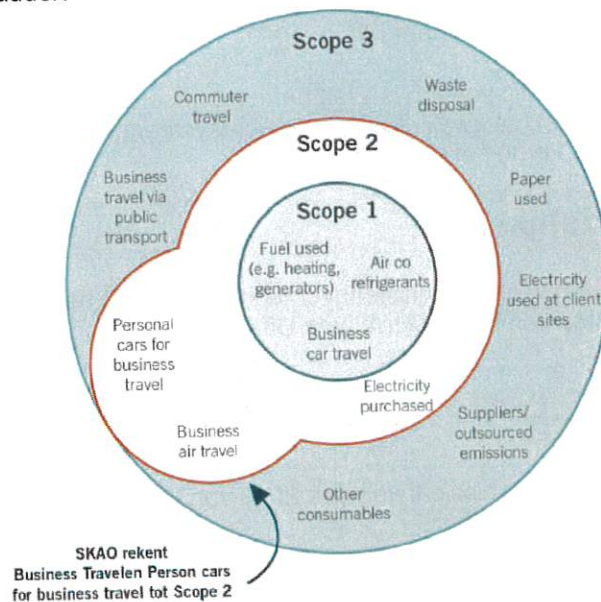 Scope 3
Commuter
travel
Waste
disposal
Scope 2
Business
travel via
public
transport
Paper
used
Scope 1
Fuel used
(e.g. heating,
generators)
Air co
refrigerants
Electricity
used at client
sites
Personal
cars for
business
travel
Business
car travel
Electricity
purchased
Suppliers/
outsourced
emissions
Business
air travel
Other
consumables
SKAO rekent
Business Travelen Person cars
for business travel tot Scope 2